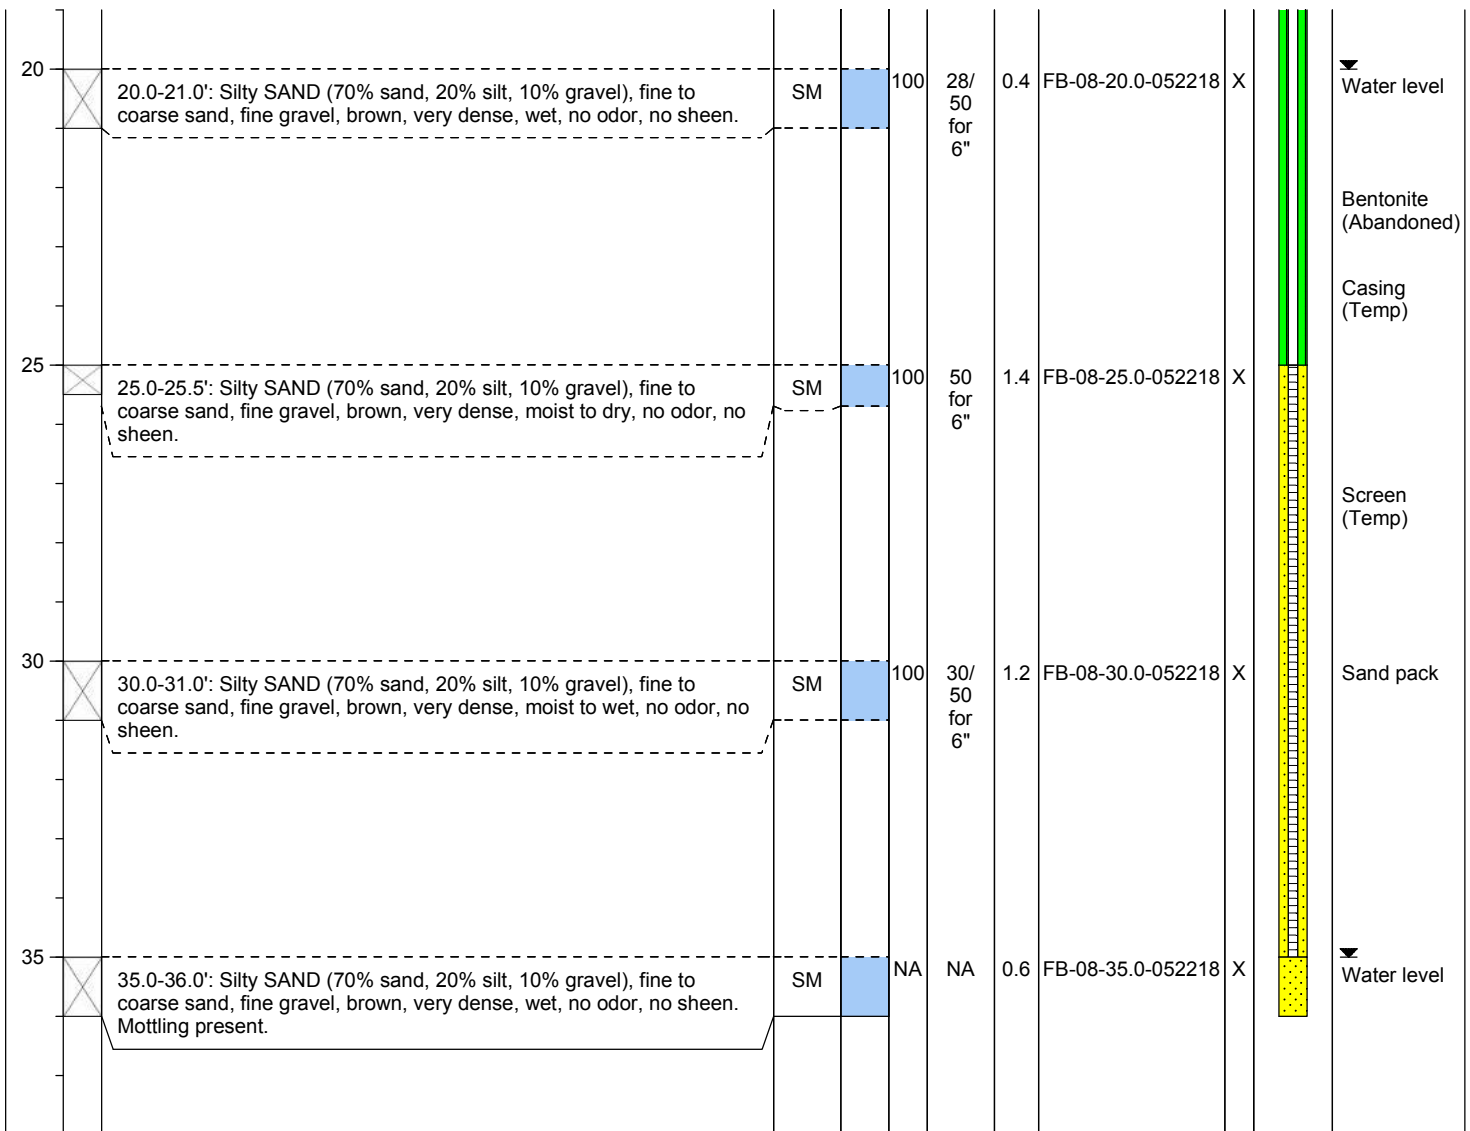 20
20.0-21.0': Silty SAND (70% sand, 20% silt, 10% gravel), fine to
coarse sand, fine gravel, brown, very dense, wet, no odor, no sheen.
SM
100
28/
50
for
6"
0.4
FB-08-20.0-052218
X
Water level
Bentonite
(Abandoned)
Casing
(Temp)
25
25.0-25.5': Silty SAND (70% sand, 20% silt, 10% gravel), fine to
coarse sand, fine gravel, brown, very dense, moist to dry, no odor, no
sheen.
SM
100
50
for
6"
1.4
FB-08-25.0-052218
X
Screen
(Temp)
30
30.0-31.0': Silty SAND (70% sand, 20% silt, 10% gravel), fine to
coarse sand, fine gravel, brown, very dense, moist to wet, no odor, no
sheen.
SM
100
30/
50
for
6"
1.2
FB-08-30.0-052218
X
Sand pack
35
35.0-36.0': Silty SAND (70% sand, 20% silt, 10% gravel), fine to
coarse sand, fine gravel, brown, very dense, wet, no odor, no sheen.
Mottling present.
SM
NA
NA
0.6
FB-08-35.0-052218
X
Water level